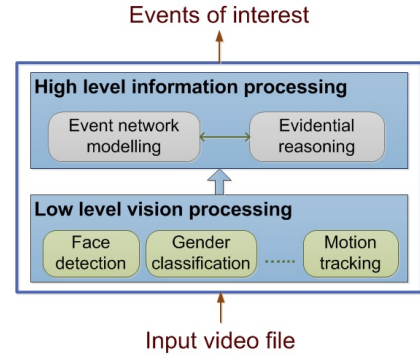 Events of interest
High level information processing
Event network
modelling
Evidential
reasoning
Low level vision processing
Face
detection
Gender
classification
......
Motion
tracking
Input video file